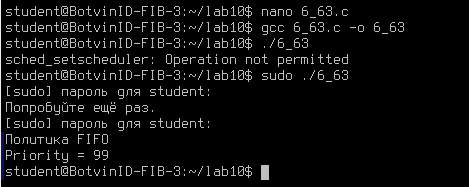 student@BotvinID-FIB-3:~/lab10$ nano 6_63.c
student@BotvinID-FIB-3:~/lab10$ gcc 6_63.c -o 6_63
student@BotvinID-FIB-3:~/lab10$ ./6_63
sched_setscheduler: Operation not permitted
student@BotvinID-FIB-3:~/lab10$ sudo ./6_63
[sudo] пароль для student:
Попробуйте ещё раз.
[sudo] пароль для student:
Политика FIFO
Priority = 99
student@BotvinID-FIB-3:~/lab10$